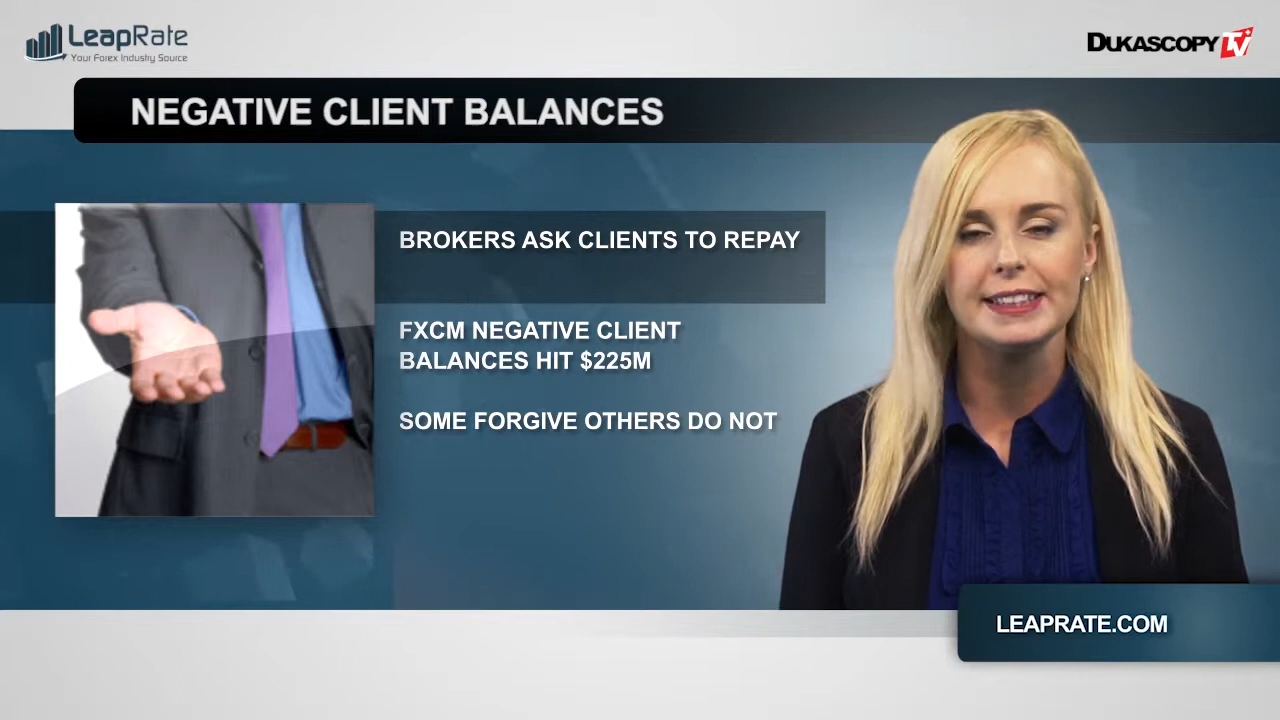 LeapRate
Your Forex Industry Source
DUKASCOPY TV
NEGATIVE CLIENT BALANCES
BROKERS ASK CLIENTS TO REPAY
FXCM NEGATIVE CLIENT
BALANCES HIT $225M
SOME FORGIVE OTHERS DO NOT
LEAPRATE.COM